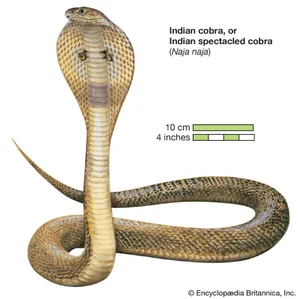 Indian cobra, or
Indian spectacled cobra
(Naja naja)
10 cm
4 inches
© Encyclopædia Britannica, Inc.